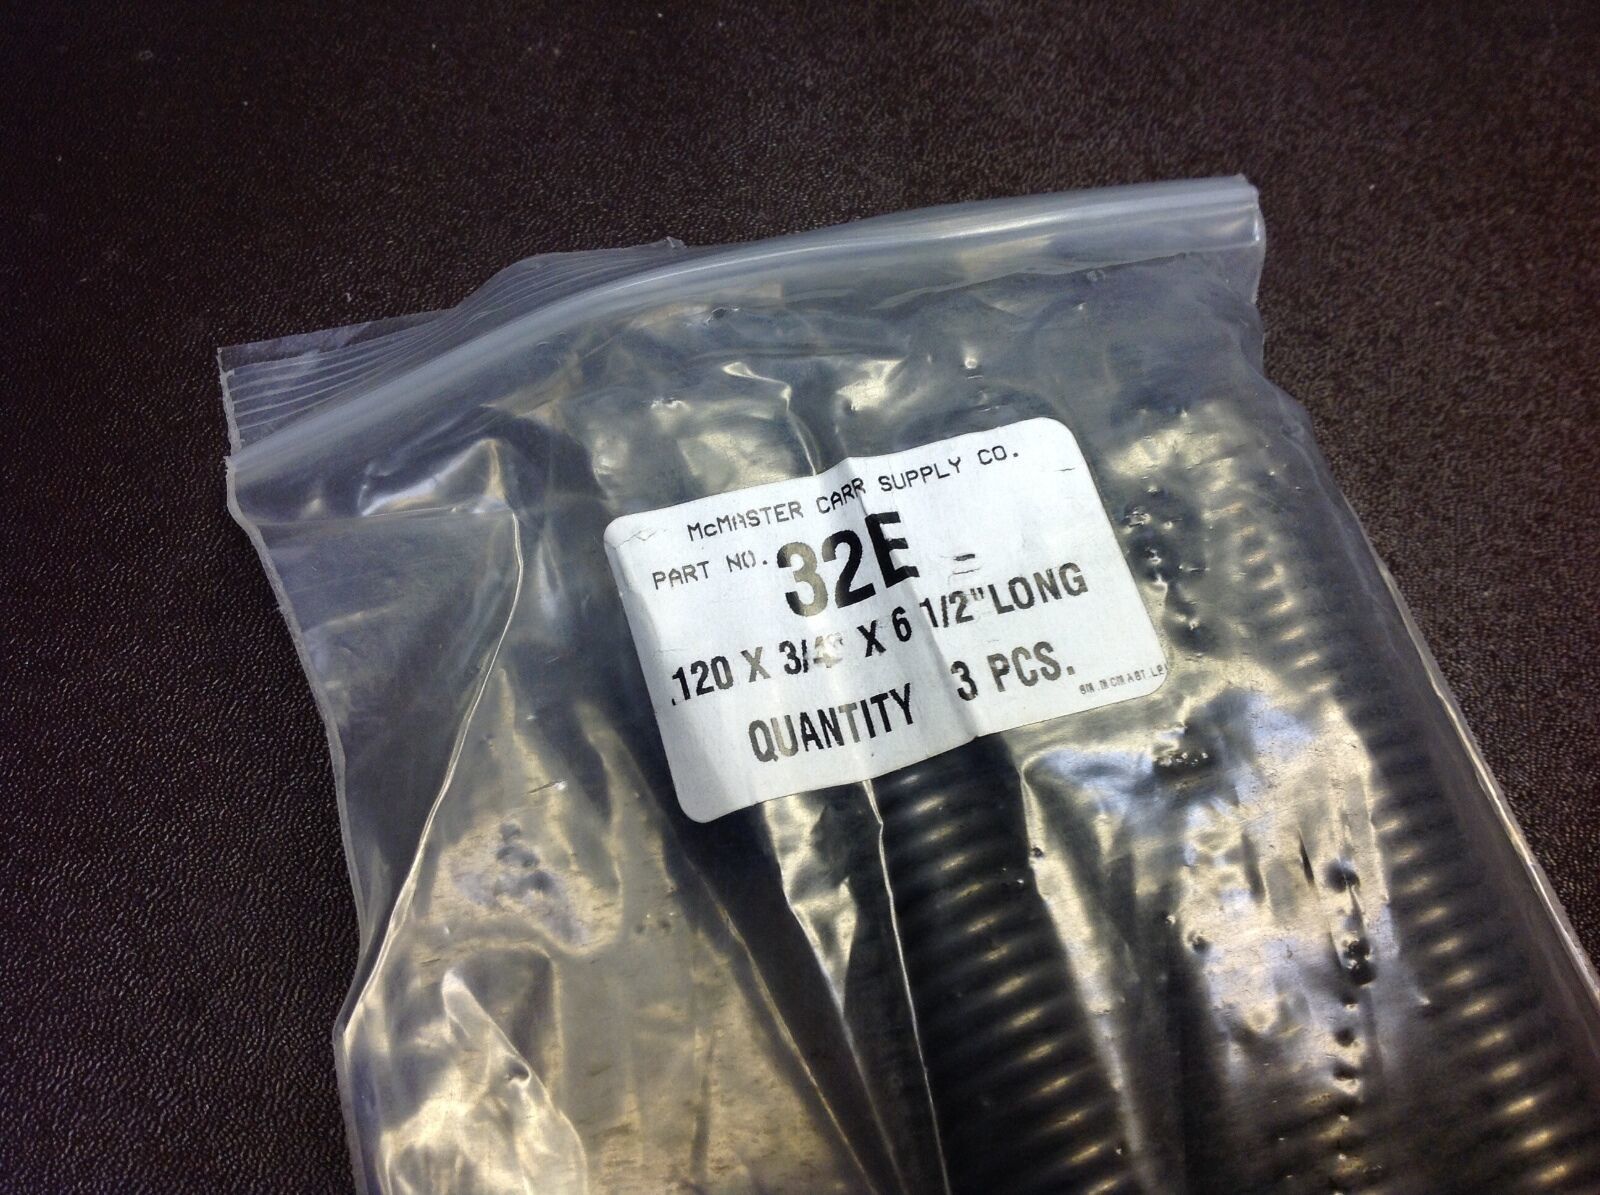 McMASTER CARR SUPPLY CO.
PART NO. 32E
.120 X 3/4" X 6 1/2" LONG
QUANTITY 3 PCS.